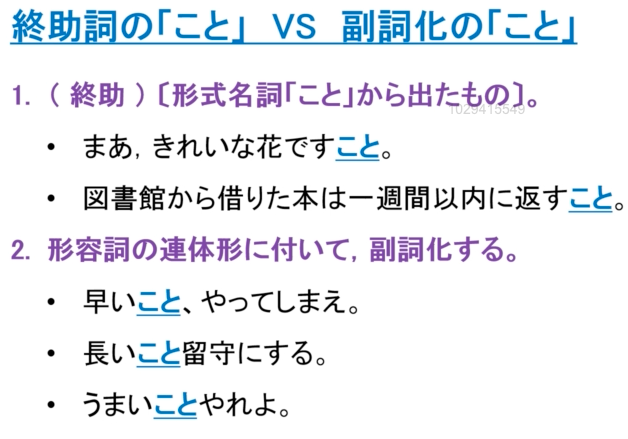 終助詞の「こと」 VS 副詞化の「こと」
1. (終助)〔形式名詞「こと」から出たもの〕。
1029415549
• まあ, きれいな花ですこと。
• 図書館から借りた本は一週間以内に返すこと。
2. 形容詞の連体形に付いて, 副詞化する。
• 早いこと、やってしまえ。
• 長いこと留守にする。
• うまいことやれよ。